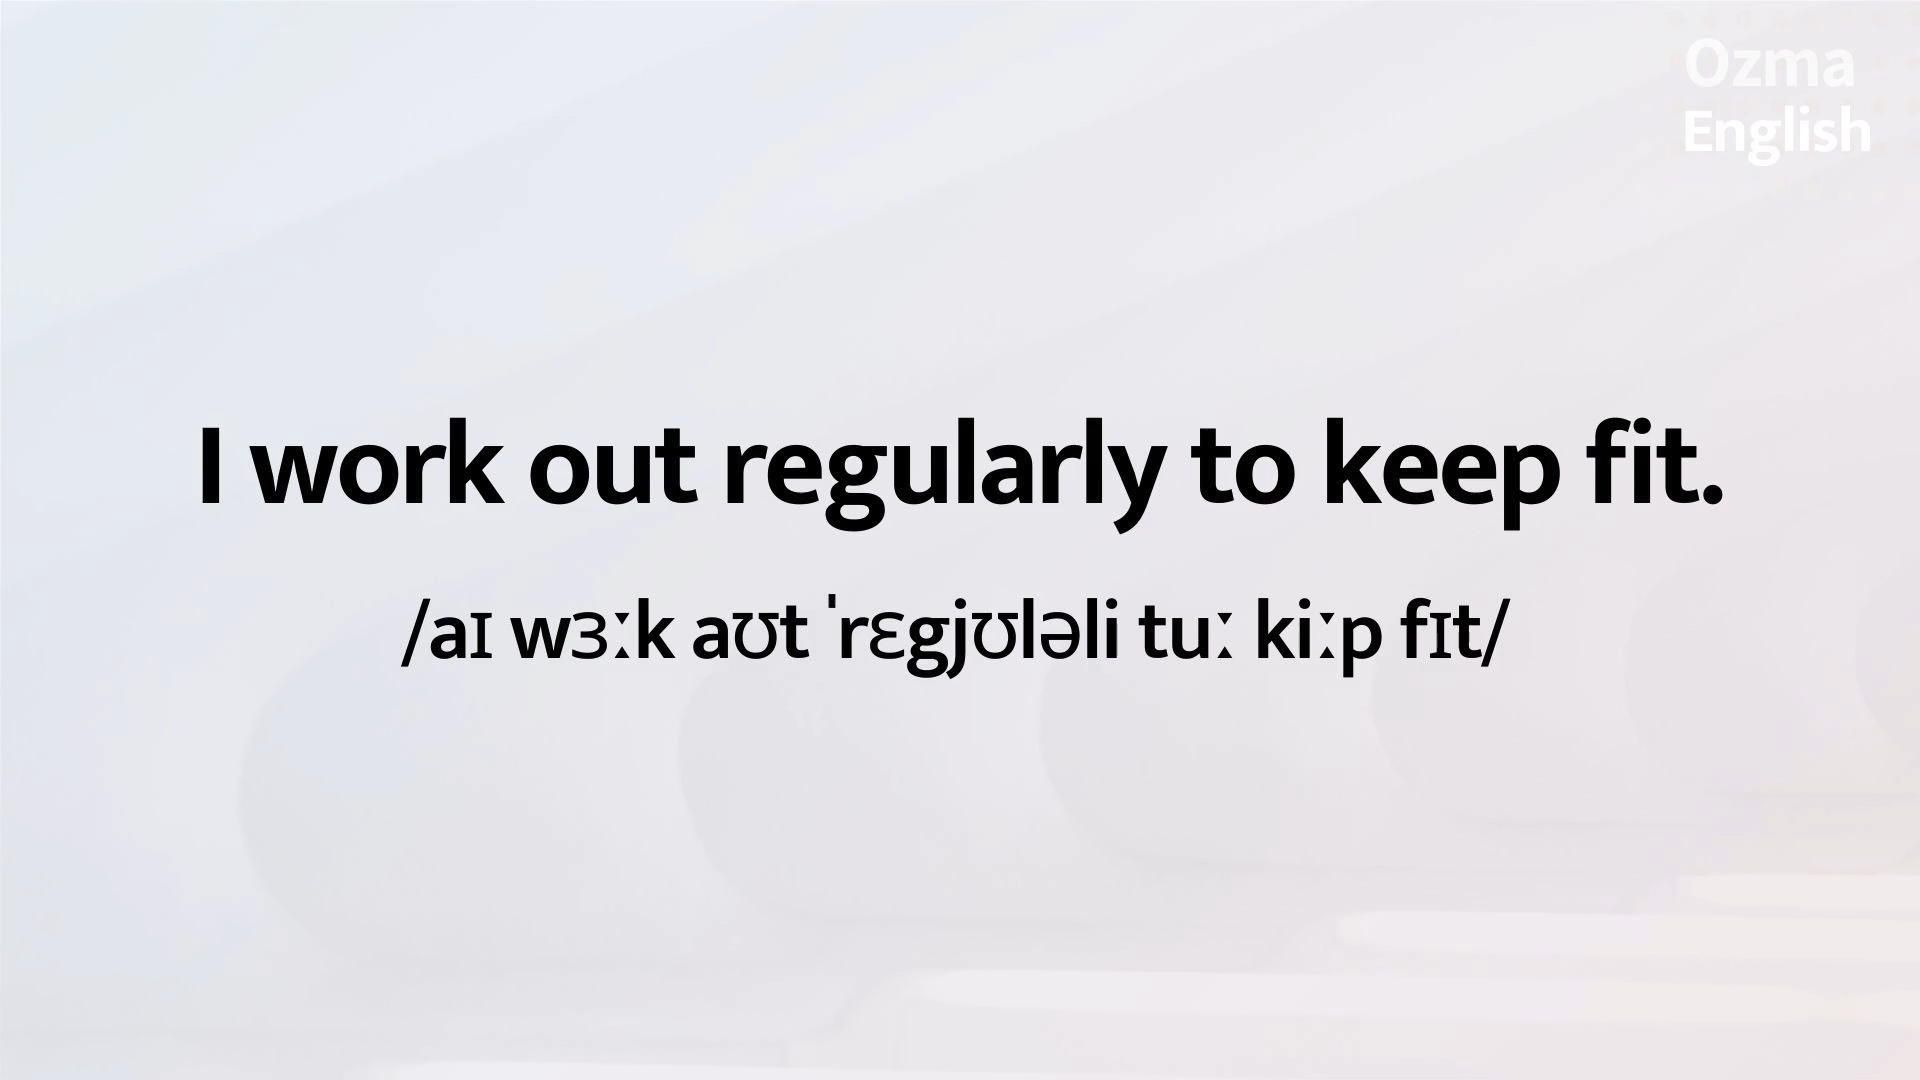 Ozma
English
I work out regularly to keep fit.
/aɪ wɜːk aʊt ˈrɛgjʊləli tuː kiːp fɪt/